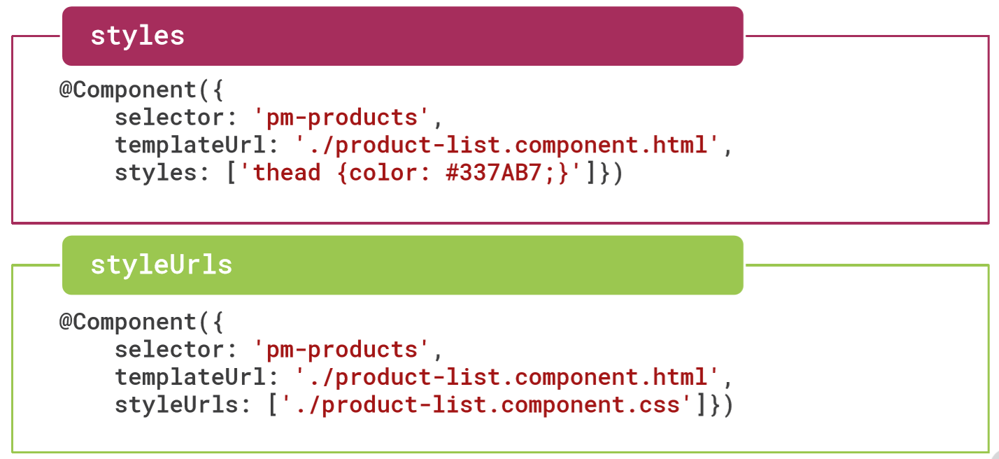 styles
@Component({
    selector: 'pm-products',
    templateUrl: './product-list.component.html',
    styles: ['thead {color: #337AB7;}']})
styleUrls
@Component({
    selector: 'pm-products',
    templateUrl: './product-list.component.html',
    styleUrls: ['./product-list.component.css']})